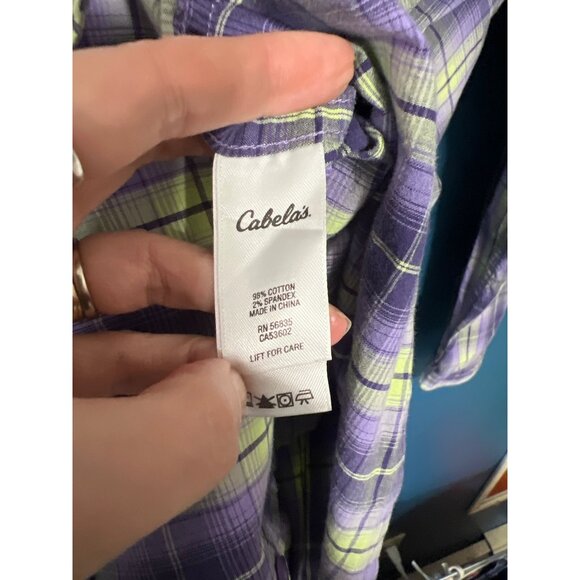 Cabela's
98% COTTON
2% SPANDEX
MADE IN CHINA
RN 56835
CA53602
LIFT FOR CARE